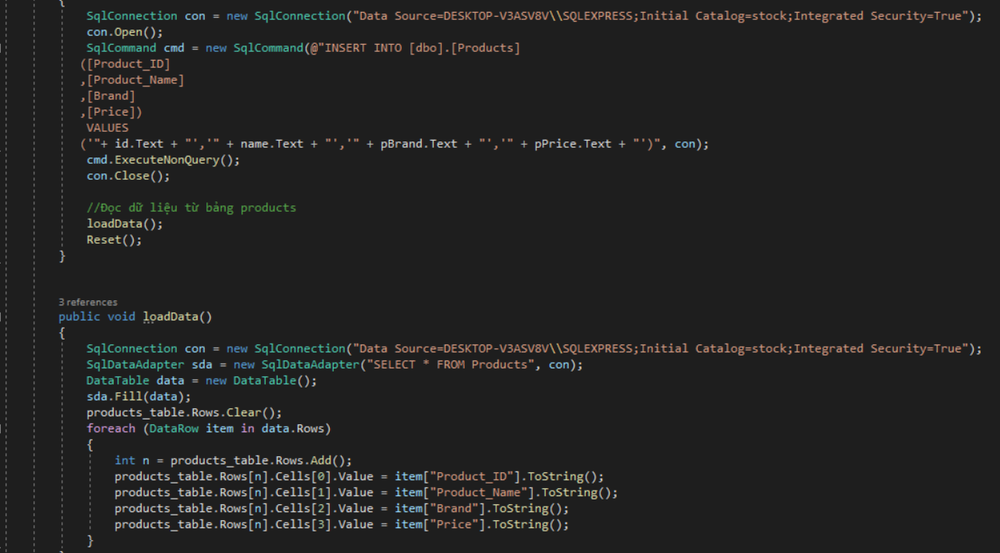 {
SqlConnection con = new SqlConnection("Data Source=DESKTOP-V3ASV8V\\SQLEXPRESS;Initial Catalog=stock;Integrated Security=True");
con.Open();
SqlCommand cmd = new SqlCommand(@"INSERT INTO [dbo].[Products]
([Product_ID]
,[Product_Name]
,[Brand]
,[Price])
VALUES
('"+ id.Text + "','" + name.Text + "','" + pBrand.Text + "','" + pPrice.Text + "')", con);
cmd.ExecuteNonQuery();
con.Close();
//Đọc dữ liệu từ bảng products
loadData();
Reset();
}
3 references
public void loadData()
{
SqlConnection con = new SqlConnection("Data Source=DESKTOP-V3ASV8V\\SQLEXPRESS;Initial Catalog=stock;Integrated Security=True");
SqlDataAdapter sda = new SqlDataAdapter("SELECT * FROM Products", con);
DataTable data = new DataTable();
sda.Fill(data);
products_table.Rows.Clear();
foreach (DataRow item in data.Rows)
{
int n = products_table.Rows.Add();
products_table.Rows[n].Cells[0].Value = item["Product_ID"].ToString();
products_table.Rows[n].Cells[1].Value = item["Product_Name"].ToString();
products_table.Rows[n].Cells[2].Value = item["Brand"].ToString();
products_table.Rows[n].Cells[3].Value = item["Price"].ToString();
}